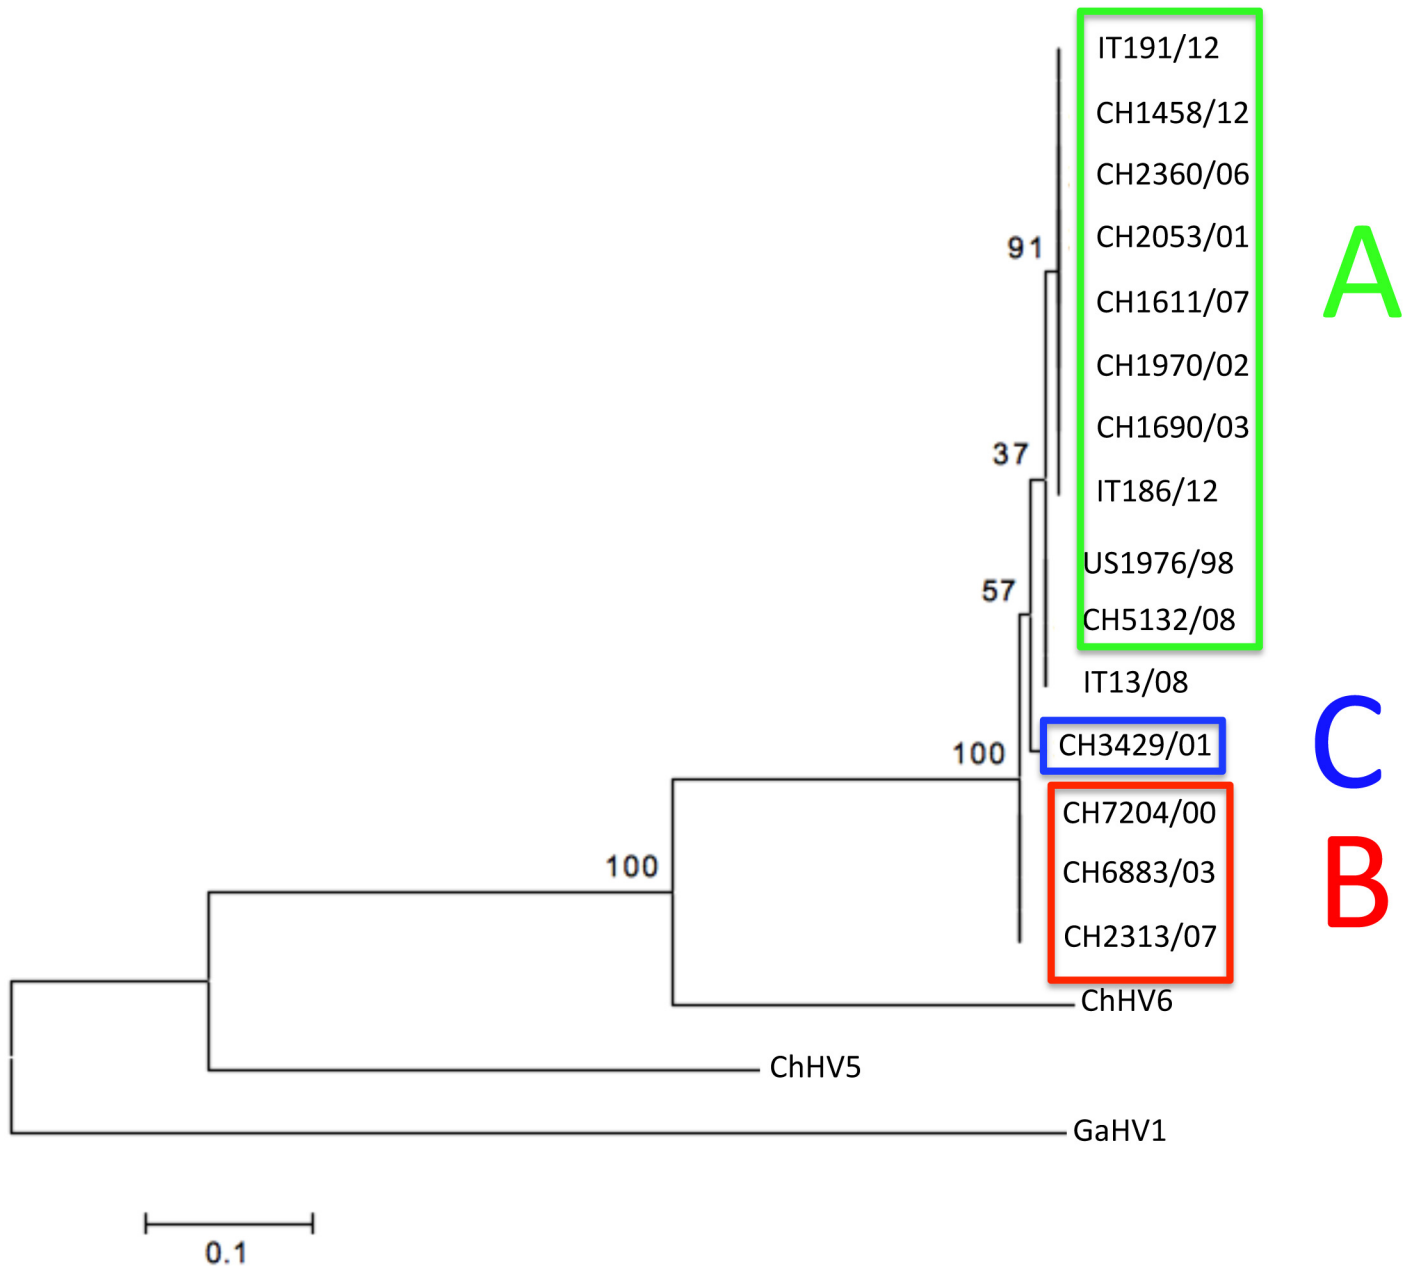 IT191/12
CH1458/12
CH2360/06
CH2053/01
91
A
CH1611/07
CH1970/02
CH1690/03
37
IT186/12
US1976/98
57
CH5132/08
IT13/08
C
CH3429/01
100
CH7204/00
100
CH6883/03
B
CH2313/07
ChHV6
ChHV5
GaHV1
0.1